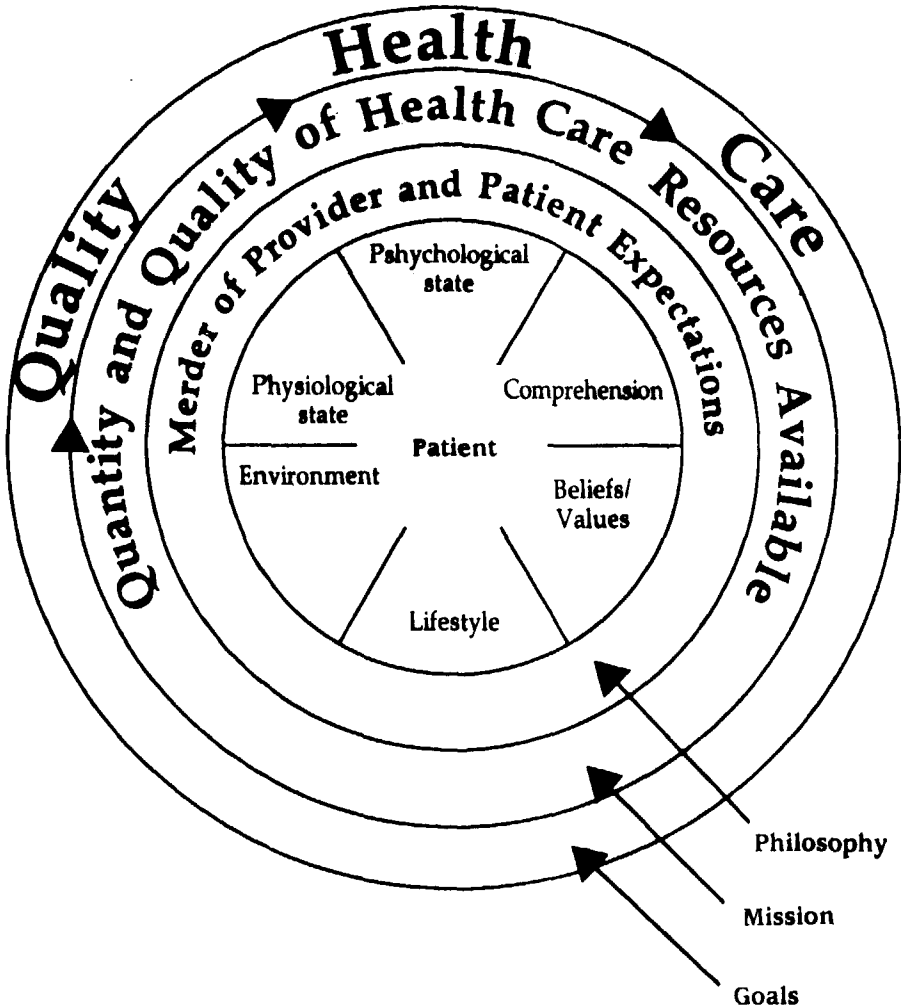 Quality Health Care
Quantity and Quality of Health Care Resources Available
Merder of Provider and Patient Expectations
Pshychological
state
Physiological
state
Comprehension
Patient
Environment
Beliefs/
Values
Lifestyle
Philosophy
Mission
Goals